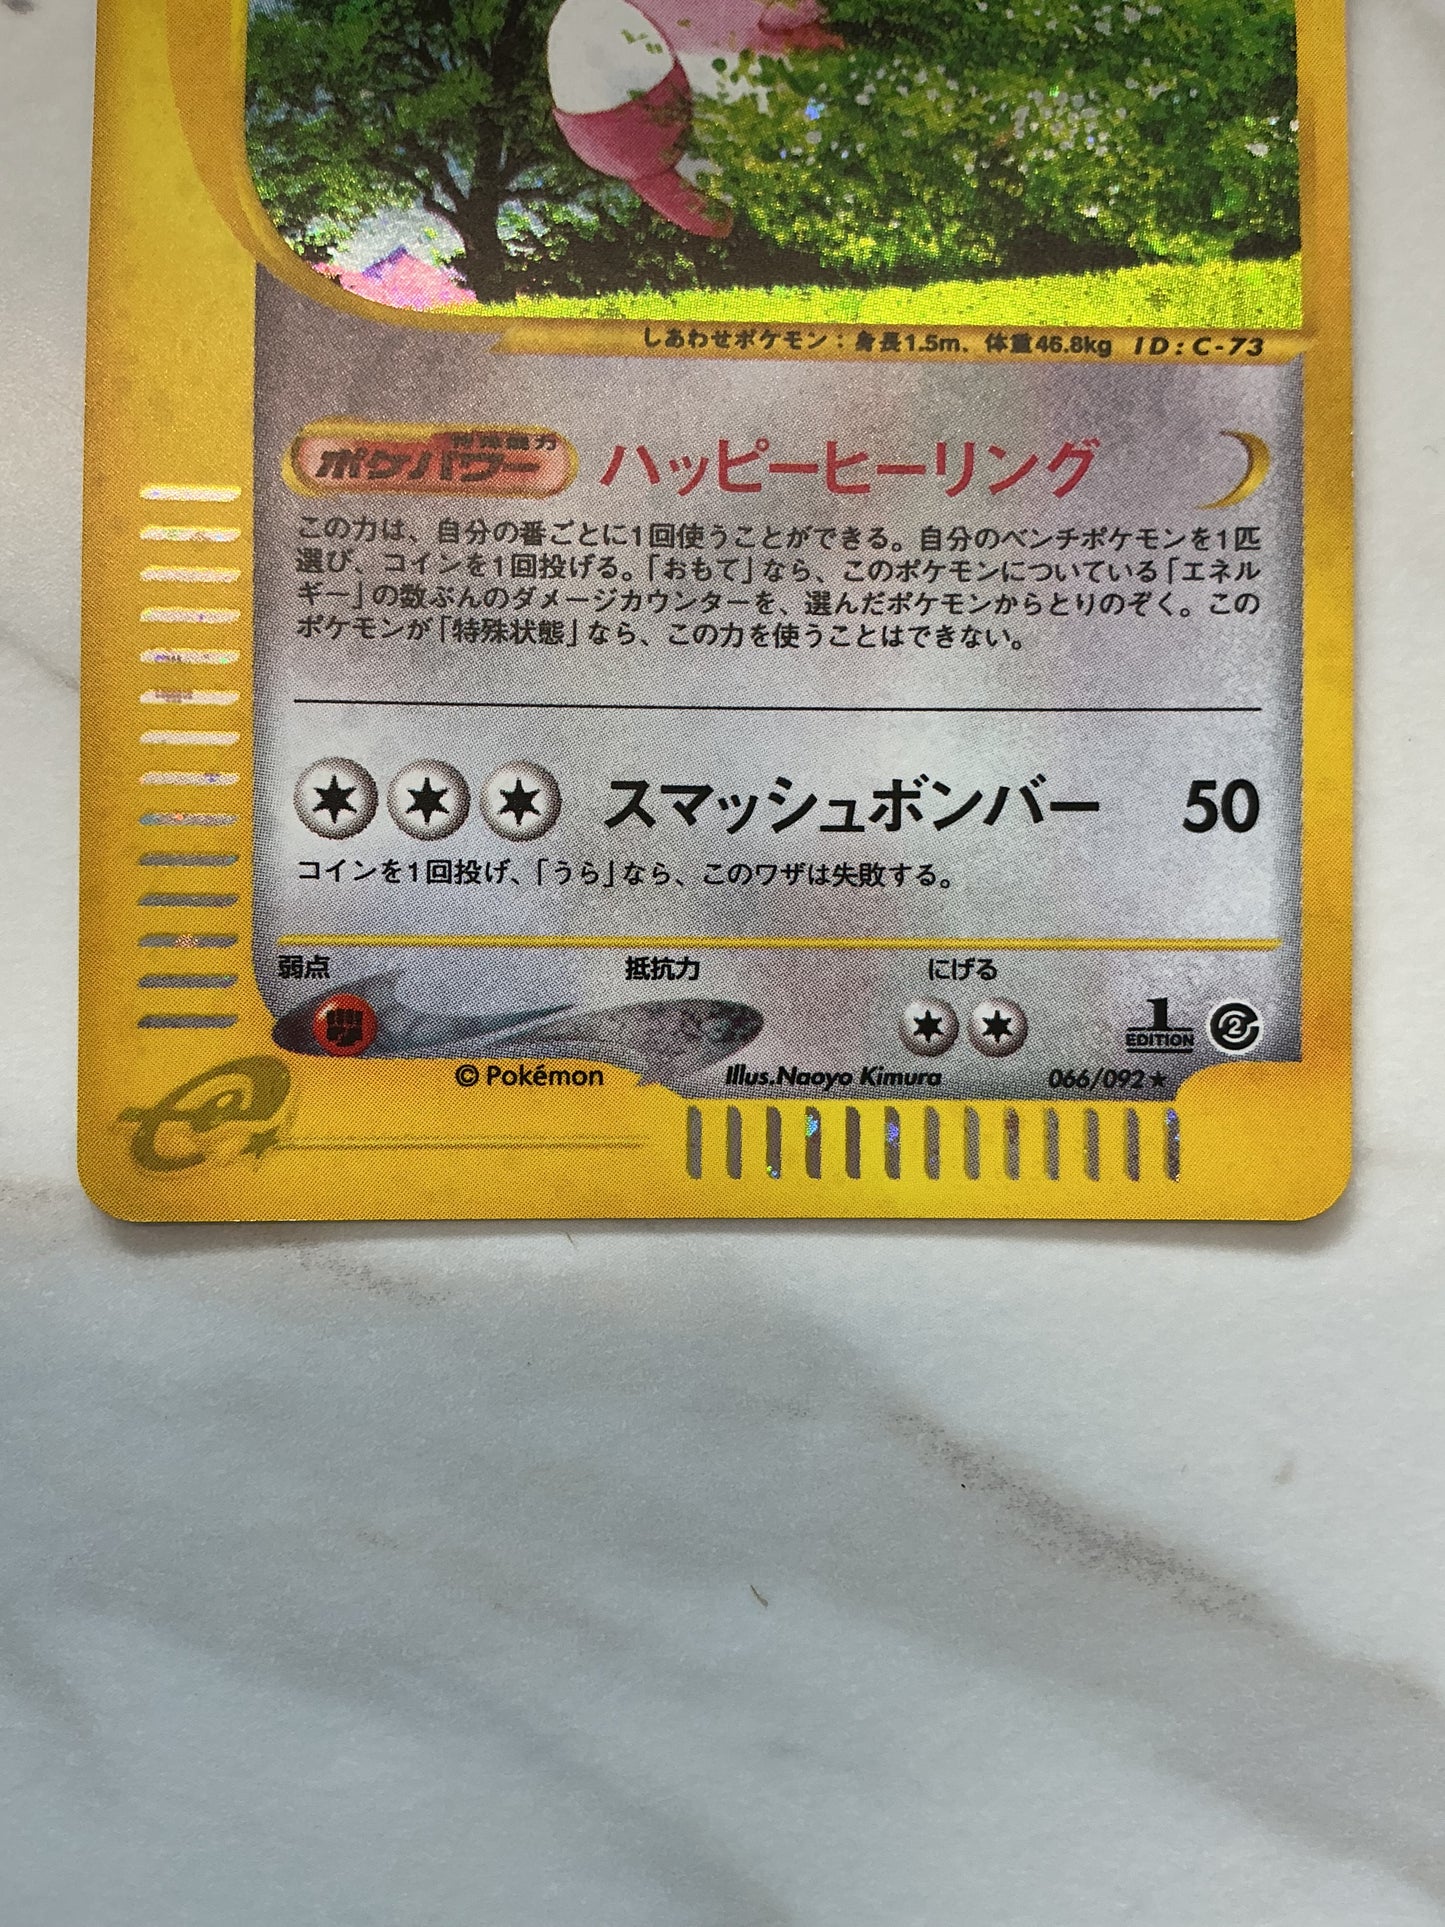 しあわせポケモン：身長1.5m、体重46.8kg ID:C-73
特殊能力
ポケパワー ハッピーヒーリング
この力は、自分の番ごとに1回使うことができる。自分のベンチポケモンを1匹
選び、コインを1回投げる。「おもて」なら、このポケモンについている「エネル
ギー」の数ぶんのダメージカウンターを、選んだポケモンからとりのぞく。この
ポケモンが「特殊状態」なら、この力を使うことはできない。
スマッシュボンバー 50
コインを1回投げ、「うら」なら、このワザは失敗する。
弱点 抵抗力 にげる
1 EDITION 2
© Pokémon Illus.Naoyo Kimura 066/092★
e